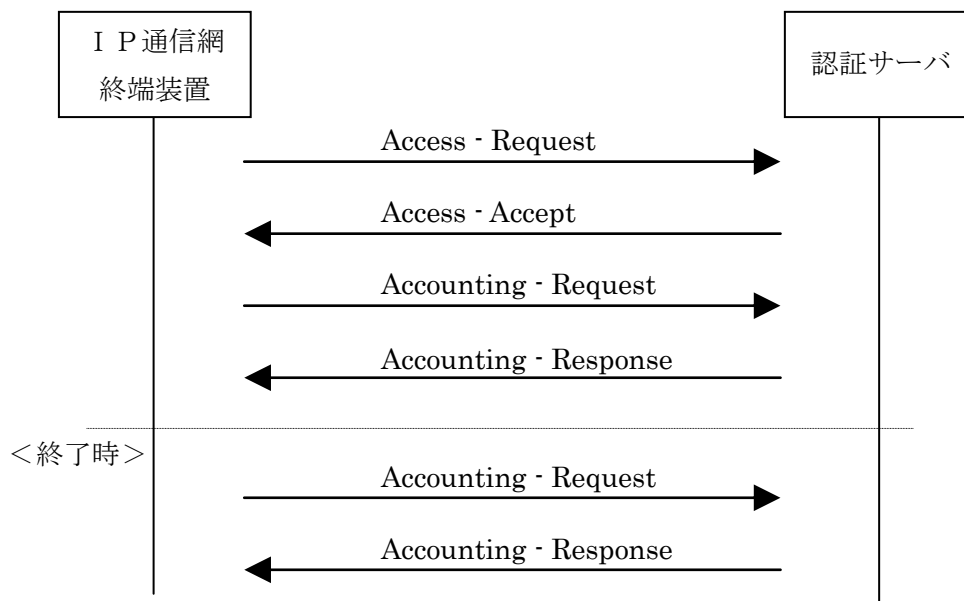 ＩＰ通信網
終端装置
認証サーバ
Access - Request
Access - Accept
Accounting - Request
Accounting - Response
＜終了時＞
Accounting - Request
Accounting - Response